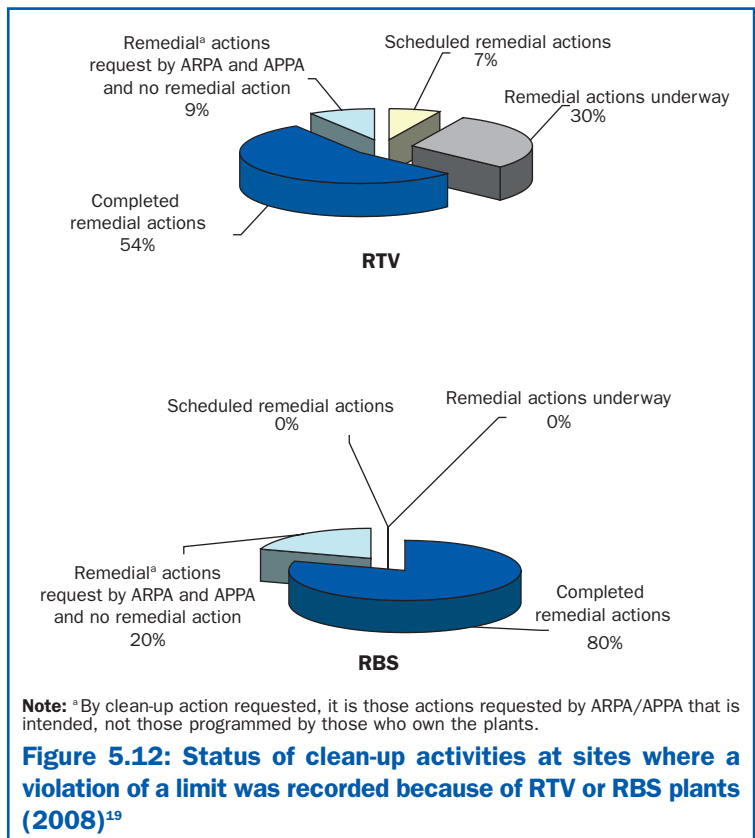 Remedialᵃ actions
request by ARPA and APPA
and no remedial action
9%
Scheduled remedial actions
7%
Remedial actions underway
30%
Completed
remedial actions
54%
RTV
Scheduled remedial actions
0%
Remedial actions underway
0%
Remedialᵃ actions
request by ARPA and APPA
and no remedial action
20%
Completed
remedial actions
80%
RBS
Note: ᵃBy clean-up action requested, it is those actions requested by ARPA/APPA that is
intended, not those programmed by those who own the plants.
Figure 5.12: Status of clean-up activities at sites where a
violation of a limit was recorded because of RTV or RBS plants
(2008)¹⁹